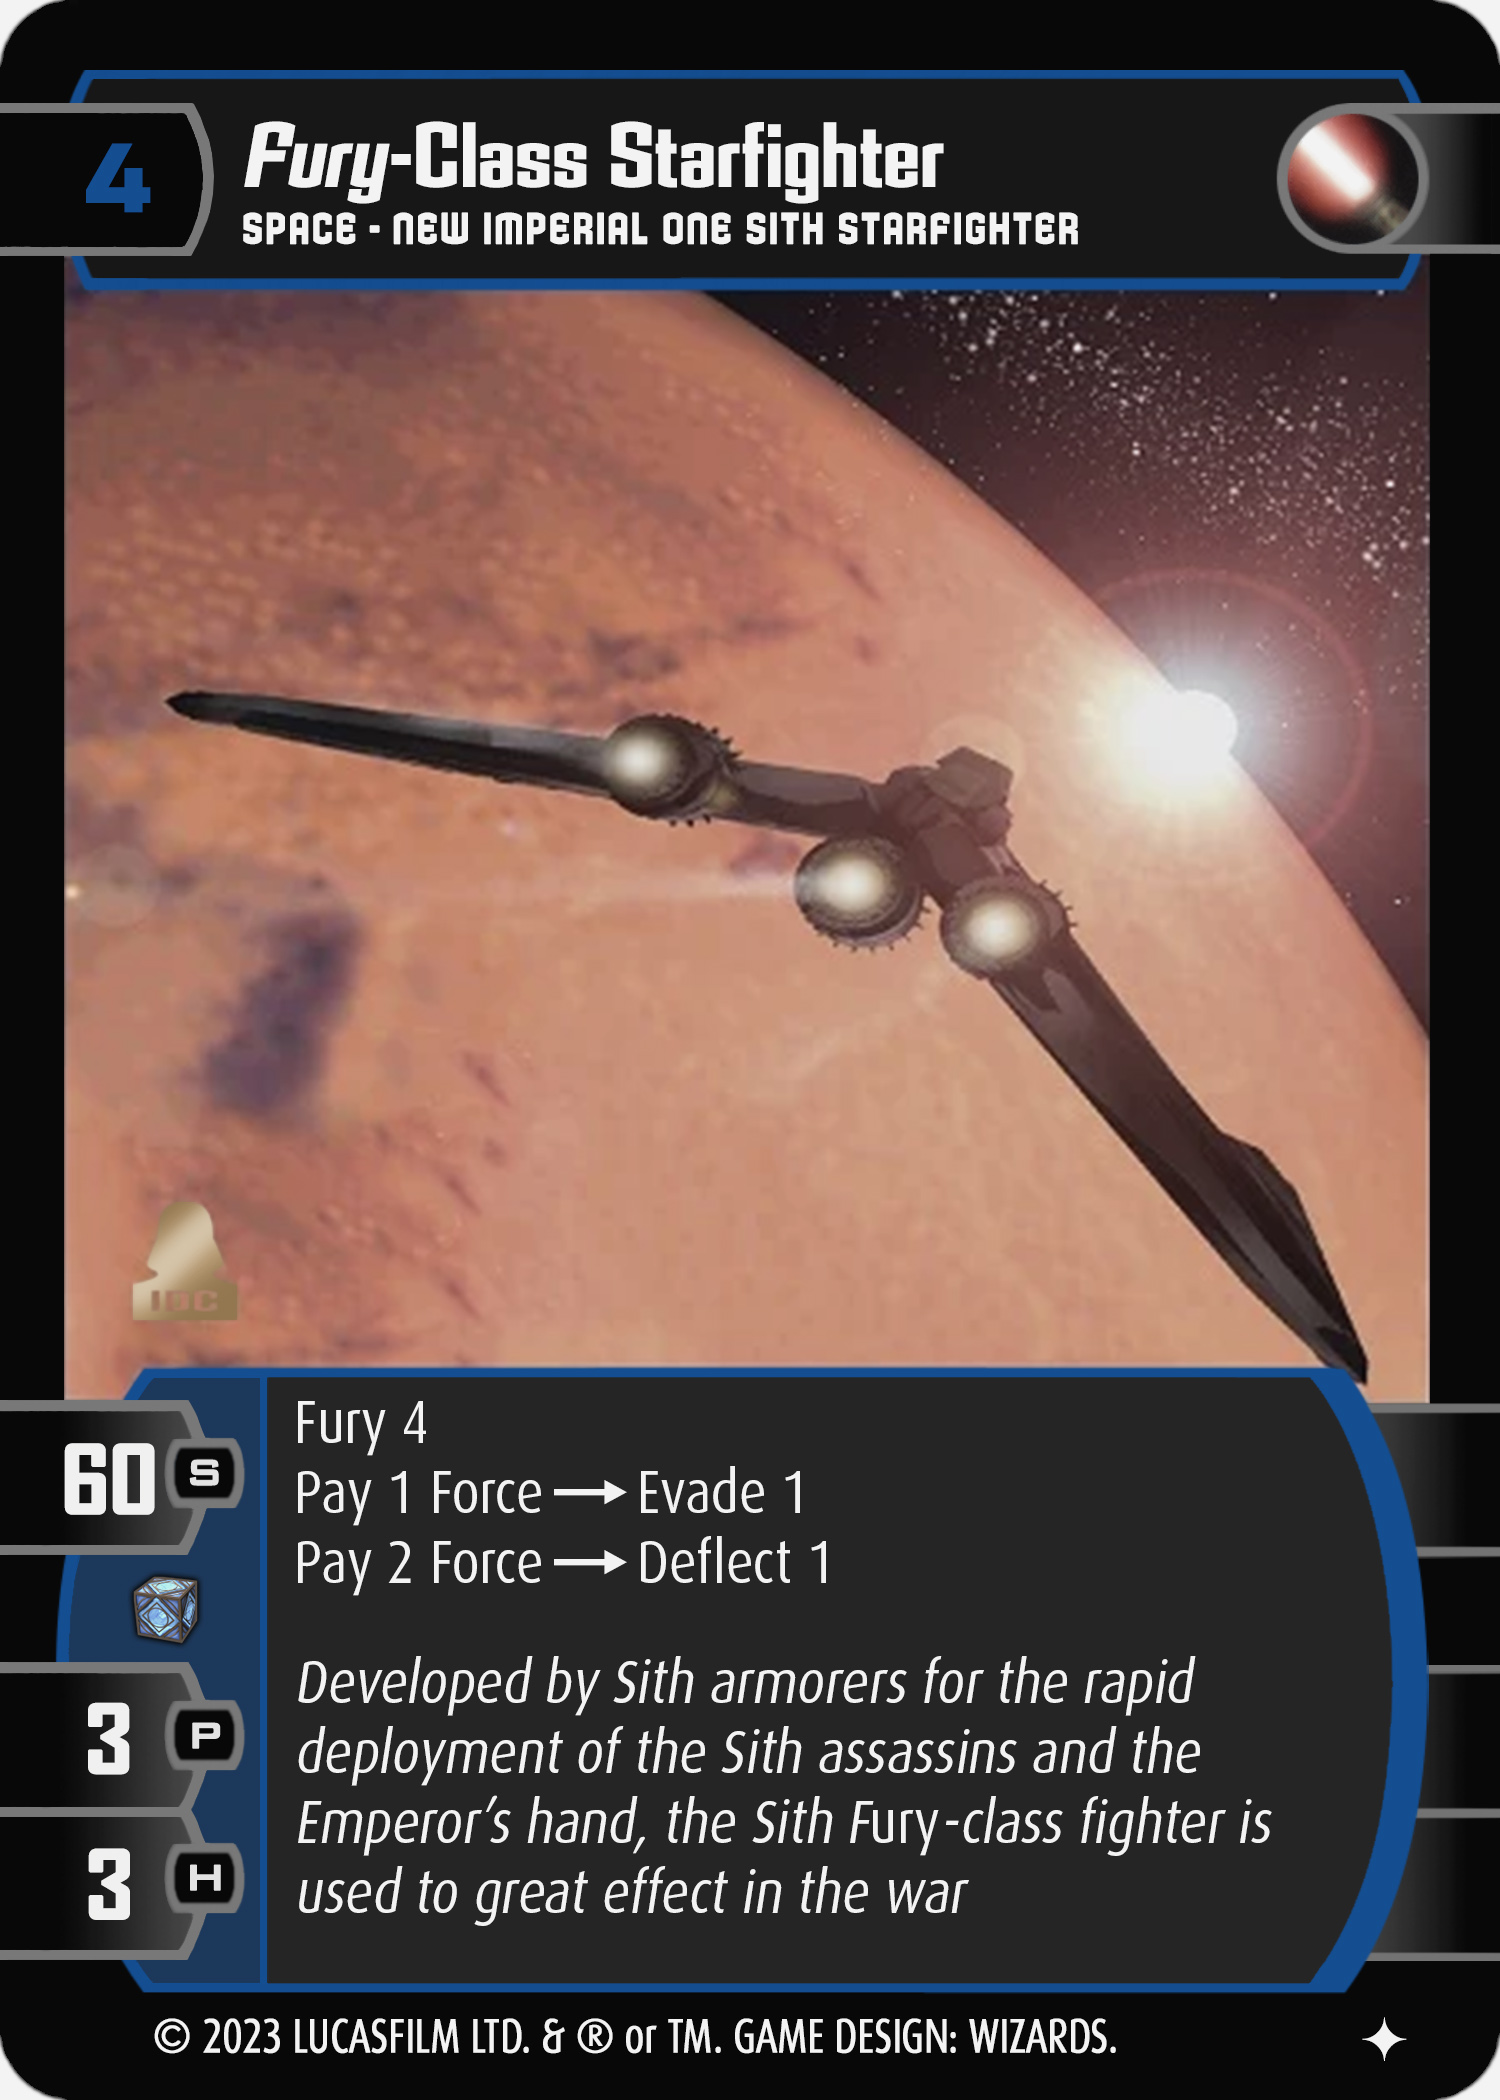 4
Fury-Class Starfighter
SPACE - NEW IMPERIAL ONE SITH STARFIGHTER
IDC
60 S
3 P
3 H
Fury 4
Pay 1 Force → Evade 1
Pay 2 Force → Deflect 1
Developed by Sith armorers for the rapid
deployment of the Sith assassins and the
Emperor's hand, the Sith Fury-class fighter is
used to great effect in the war
© 2023 LUCASFILM LTD. & ® or TM. GAME DESIGN: WIZARDS.